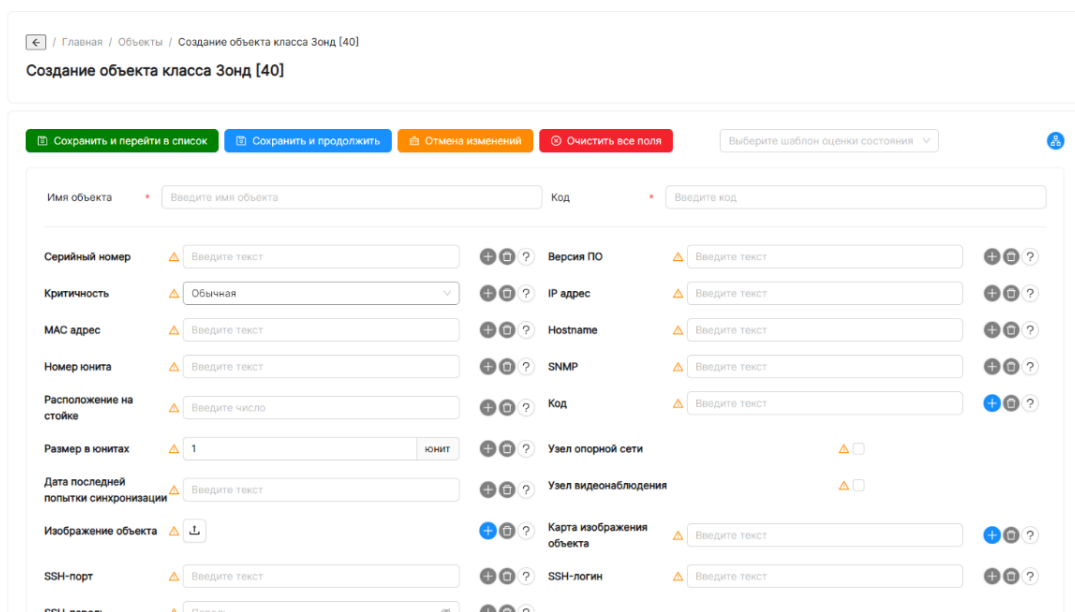 / Главная / Объекты / Создание объекта класса Зонд [40]
Создание объекта класса Зонд [40]
Сохранить и перейти в список Сохранить и продолжить Отмена изменений Очистить все поля Выберите шаблон оценки состояния
Имя объекта * Введите имя объекта Код * Введите код
Серийный номер Введите текст ? Версия ПО Введите текст ?
Критичность Обычная ? IP адрес Введите текст ?
MAC адрес Введите текст ? Hostname Введите текст ?
Номер юнита Введите текст ? SNMP Введите текст ?
Расположение на
стойке Введите число ? Код Введите текст ?
Размер в юнитах 1 юнит ? Узел опорной сети
Дата последней
попытки синхронизации Введите текст ? Узел видеонаблюдения
Изображение объекта ? Карта изображения
объекта Введите текст ?
SSH-порт Введите текст ? SSH-логин Введите текст ?